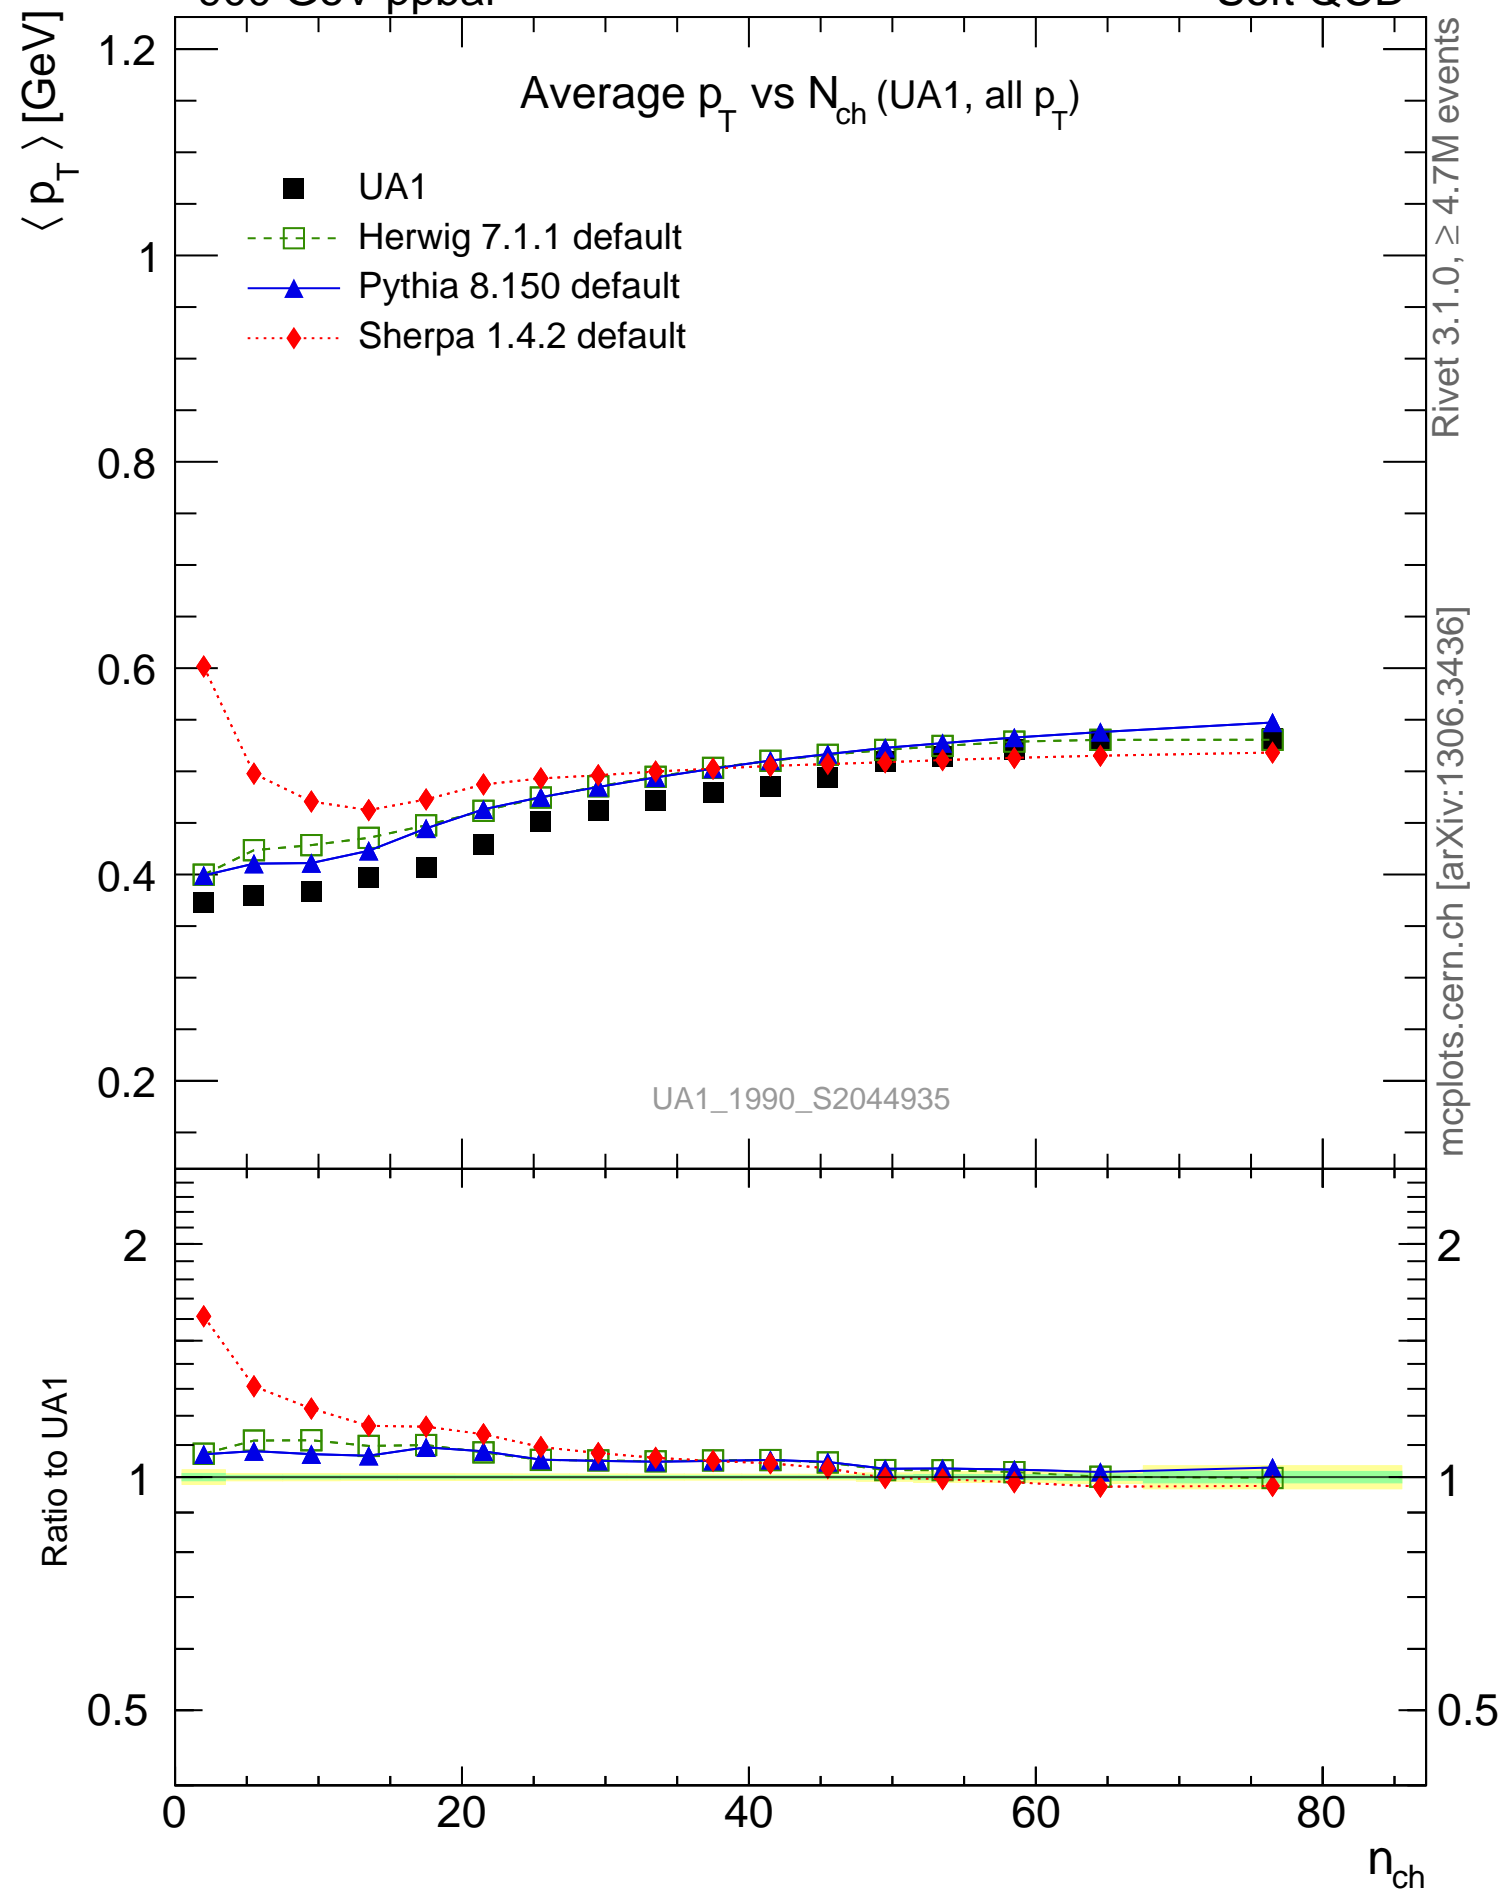 ⟨ p_T ⟩ [GeV]
Average p_T vs N_ch (UA1, all p_T)
UA1
Herwig 7.1.1 default
Pythia 8.150 default
Sherpa 1.4.2 default
1.2
1
0.8
0.6
0.4
0.2
UA1_1990_S2044935
Rivet 3.1.0, ≥ 4.7M events
mcplots.cern.ch [arXiv:1306.3436]
Ratio to UA1
2
1
0.5
2
1
0.5
0 20 40 60 80
n_ch